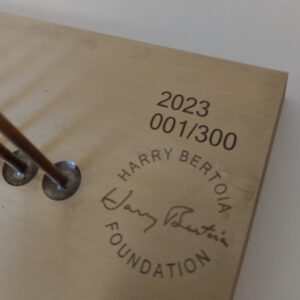 2023
001/300
HARRY BERTOIA
Harry Bertoia
FOUNDATION